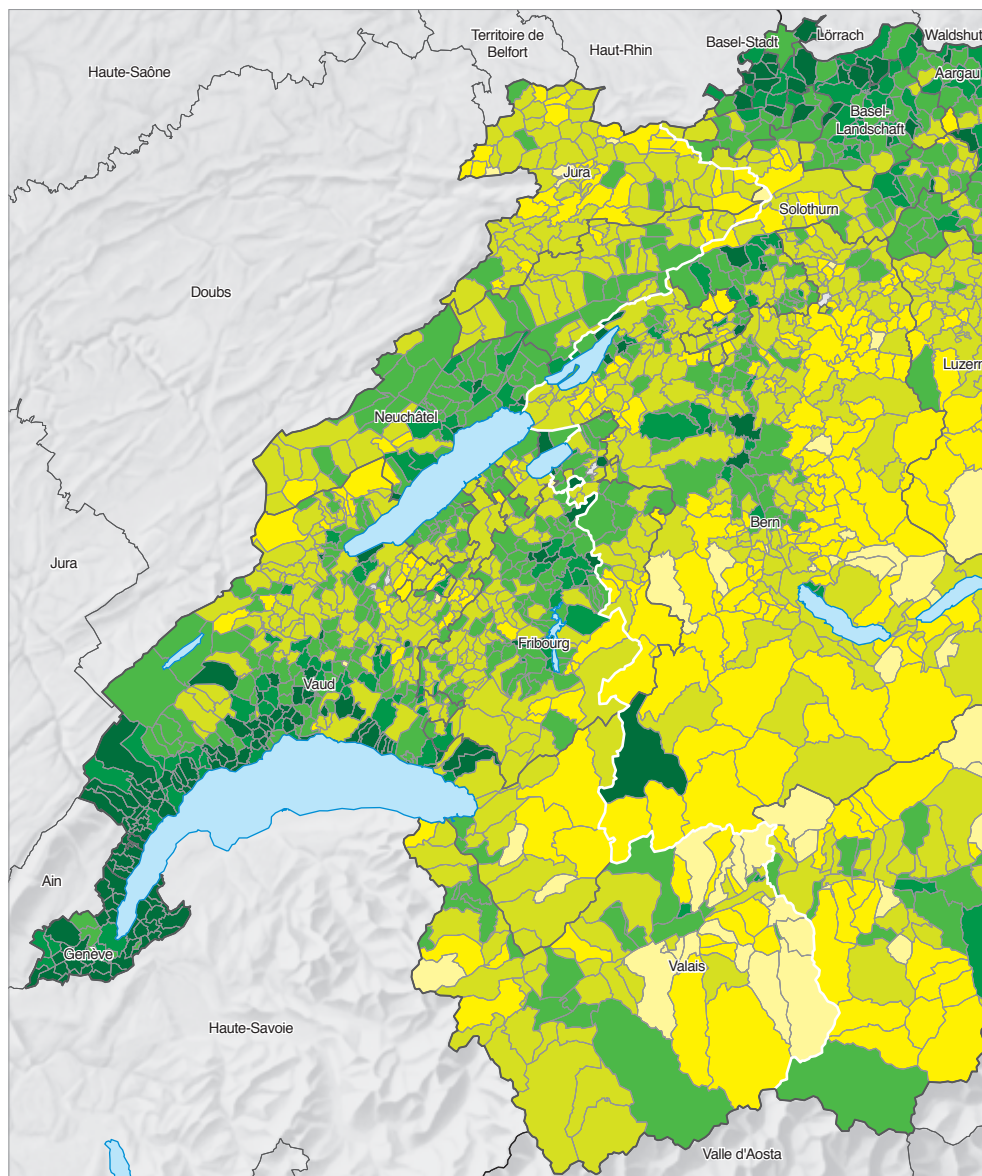 Territoire de
Belfort
Haut-Rhin
Basel-Stadt
Lörrach
Waldshut
Haute-Saône
Aargau
Basel-
Landschaft
Jura
Solothurn
Doubs
Luzern
Neuchâtel
Bern
Jura
Fribourg
Vaud
Ain
Genève
Valais
Haute-Savoie
Valle d'Aosta